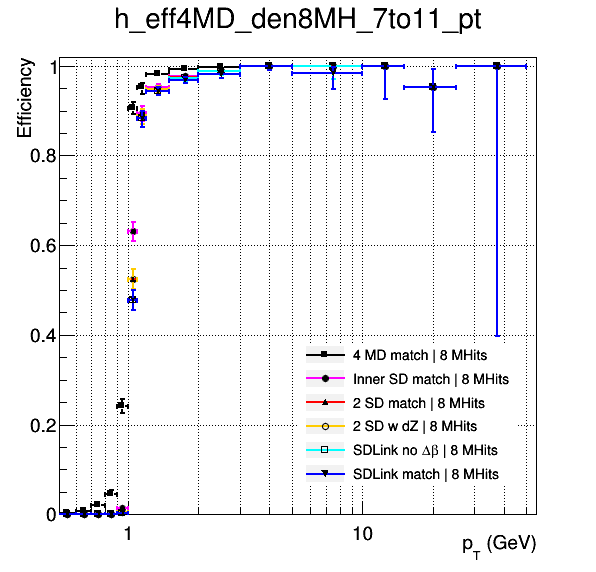 h_eff4MD_den8MH_7to11_pt
Efficiency
1
0.8
0.6
0.4
0.2
0
4 MD match | 8 MHits
Inner SD match | 8 MHits
2 SD match | 8 MHits
2 SD w dZ | 8 MHits
SDLink no Δβ | 8 MHits
SDLink match | 8 MHits
1
10
p_T (GeV)